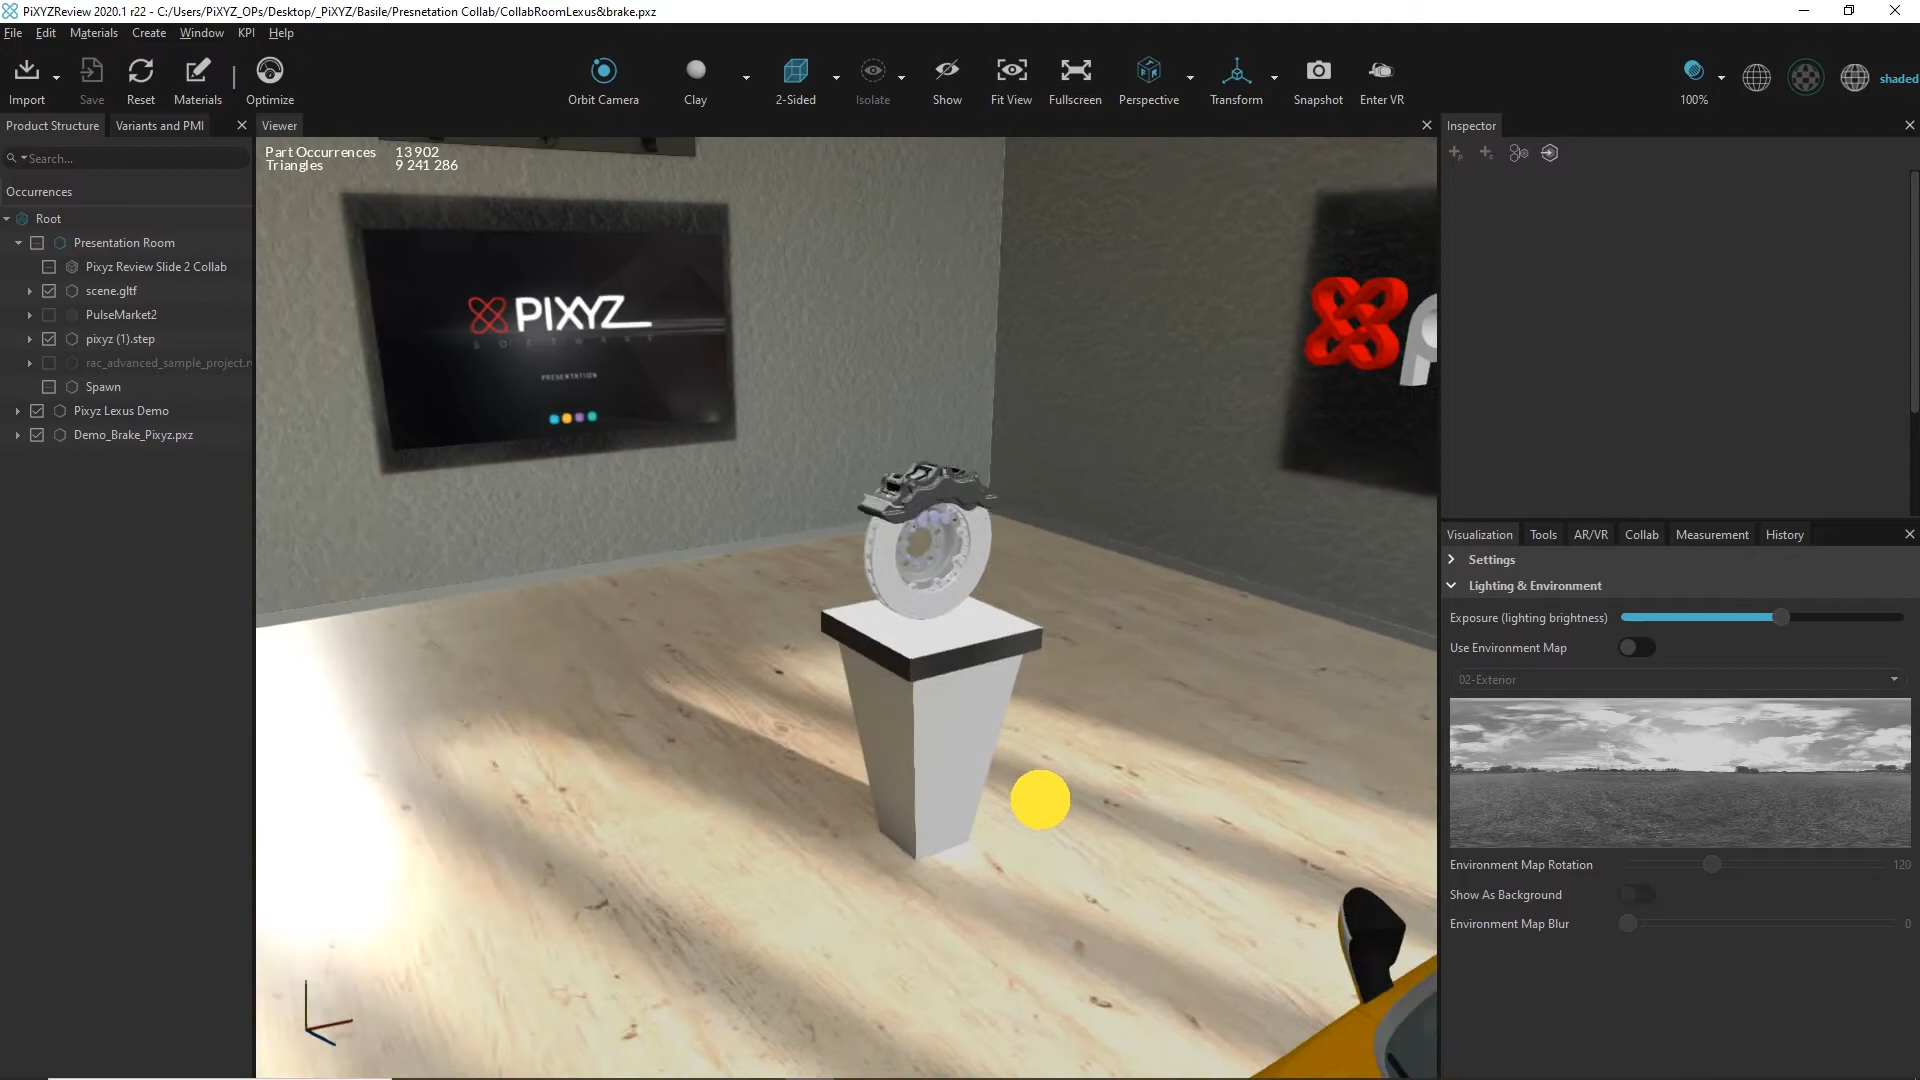 PiXYZReview 2020.1 r22 - C:/Users/PiXYZ_OPs/Desktop/_PiXYZ/Basile/Presnetation Collab/CollabRoomLexus&brake.pxz
File Edit Materials Create Window KPI Help
Import Save Reset Materials Optimize Orbit Camera Clay 2-Sided Isolate Show Fit View Fullscreen Perspective Transform Snapshot Enter VR 100% shaded
Product Structure Variants and PMI
Search...
Occurrences
Root
Presentation Room
Pixyz Review Slide 2 Collab
scene.gltf
PulseMarket2
pixyz (1).step
rac_advanced_sample_project.r
Spawn
Pixyz Lexus Demo
Demo_Brake_Pixyz.pxz
Viewer
Part Occurrences 13 902
Triangles 9 241 286
PIXYZ
SOFTWARE
PRESENTATION
p
Inspector
Visualization Tools AR/VR Collab Measurement History
Settings
Lighting & Environment
Exposure (lighting brightness)
Use Environment Map
02-Exterior
Environment Map Rotation 120
Show As Background
Environment Map Blur 0